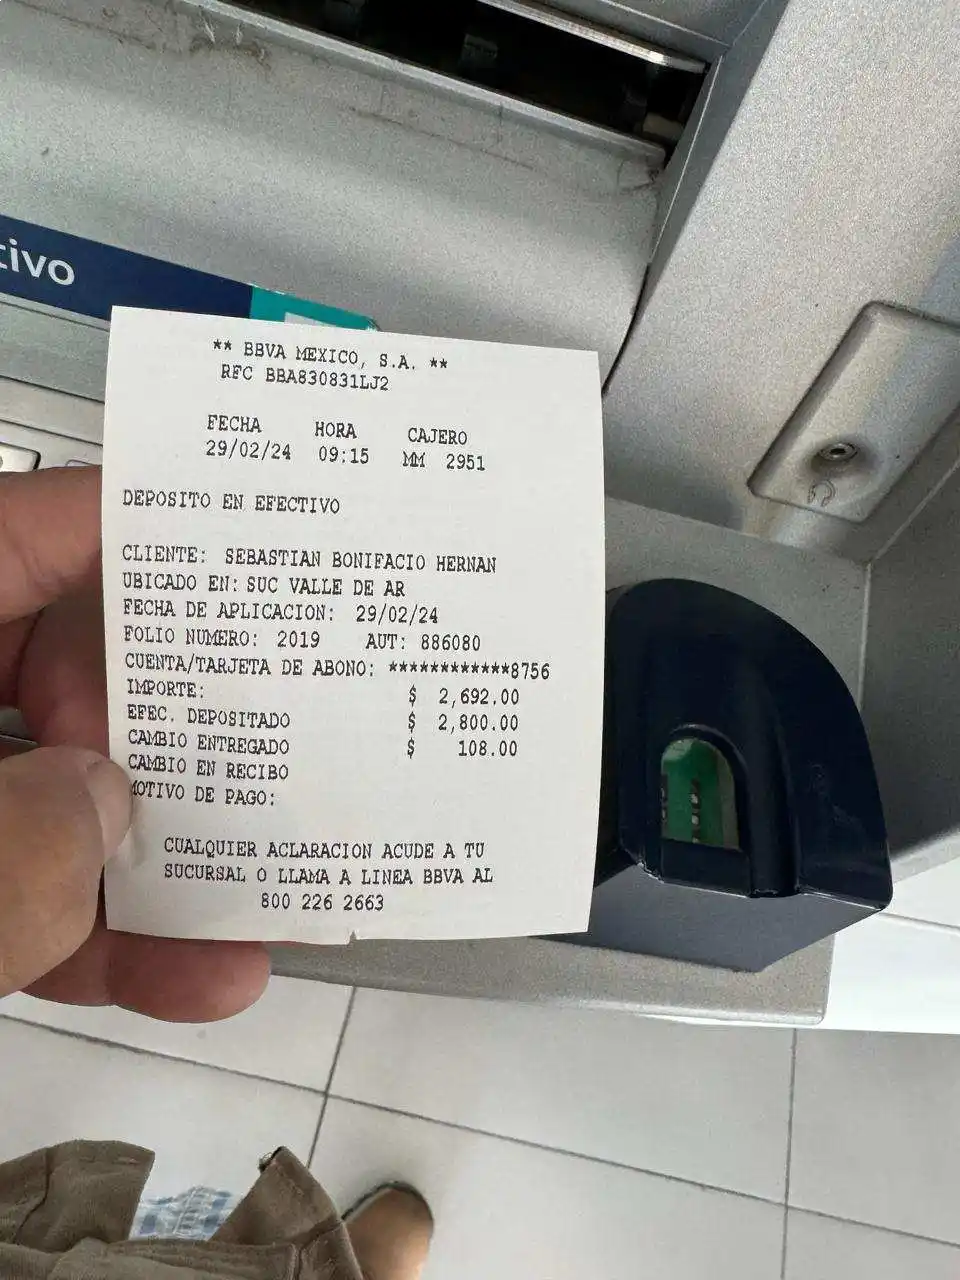 tivo
** BBVA MEXICO, S.A. **
RFC BBA830831LJ2
FECHA HORA CAJERO
29/02/24 09:15 MM 2951
DEPOSITO EN EFECTIVO
CLIENTE: SEBASTIAN BONIFACIO HERNAN
UBICADO EN: SUC VALLE DE AR
FECHA DE APLICACION: 29/02/24
FOLIO NUMERO: 2019 AUT: 886080
CUENTA/TARJETA DE ABONO: ************8756
IMPORTE: $ 2,692.00
EFEC. DEPOSITADO $ 2,800.00
CAMBIO ENTREGADO $ 108.00
CAMBIO EN RECIBO
MOTIVO DE PAGO:
CUALQUIER ACLARACION ACUDE A TU
SUCURSAL O LLAMA A LINEA BBVA AL
800 226 2663